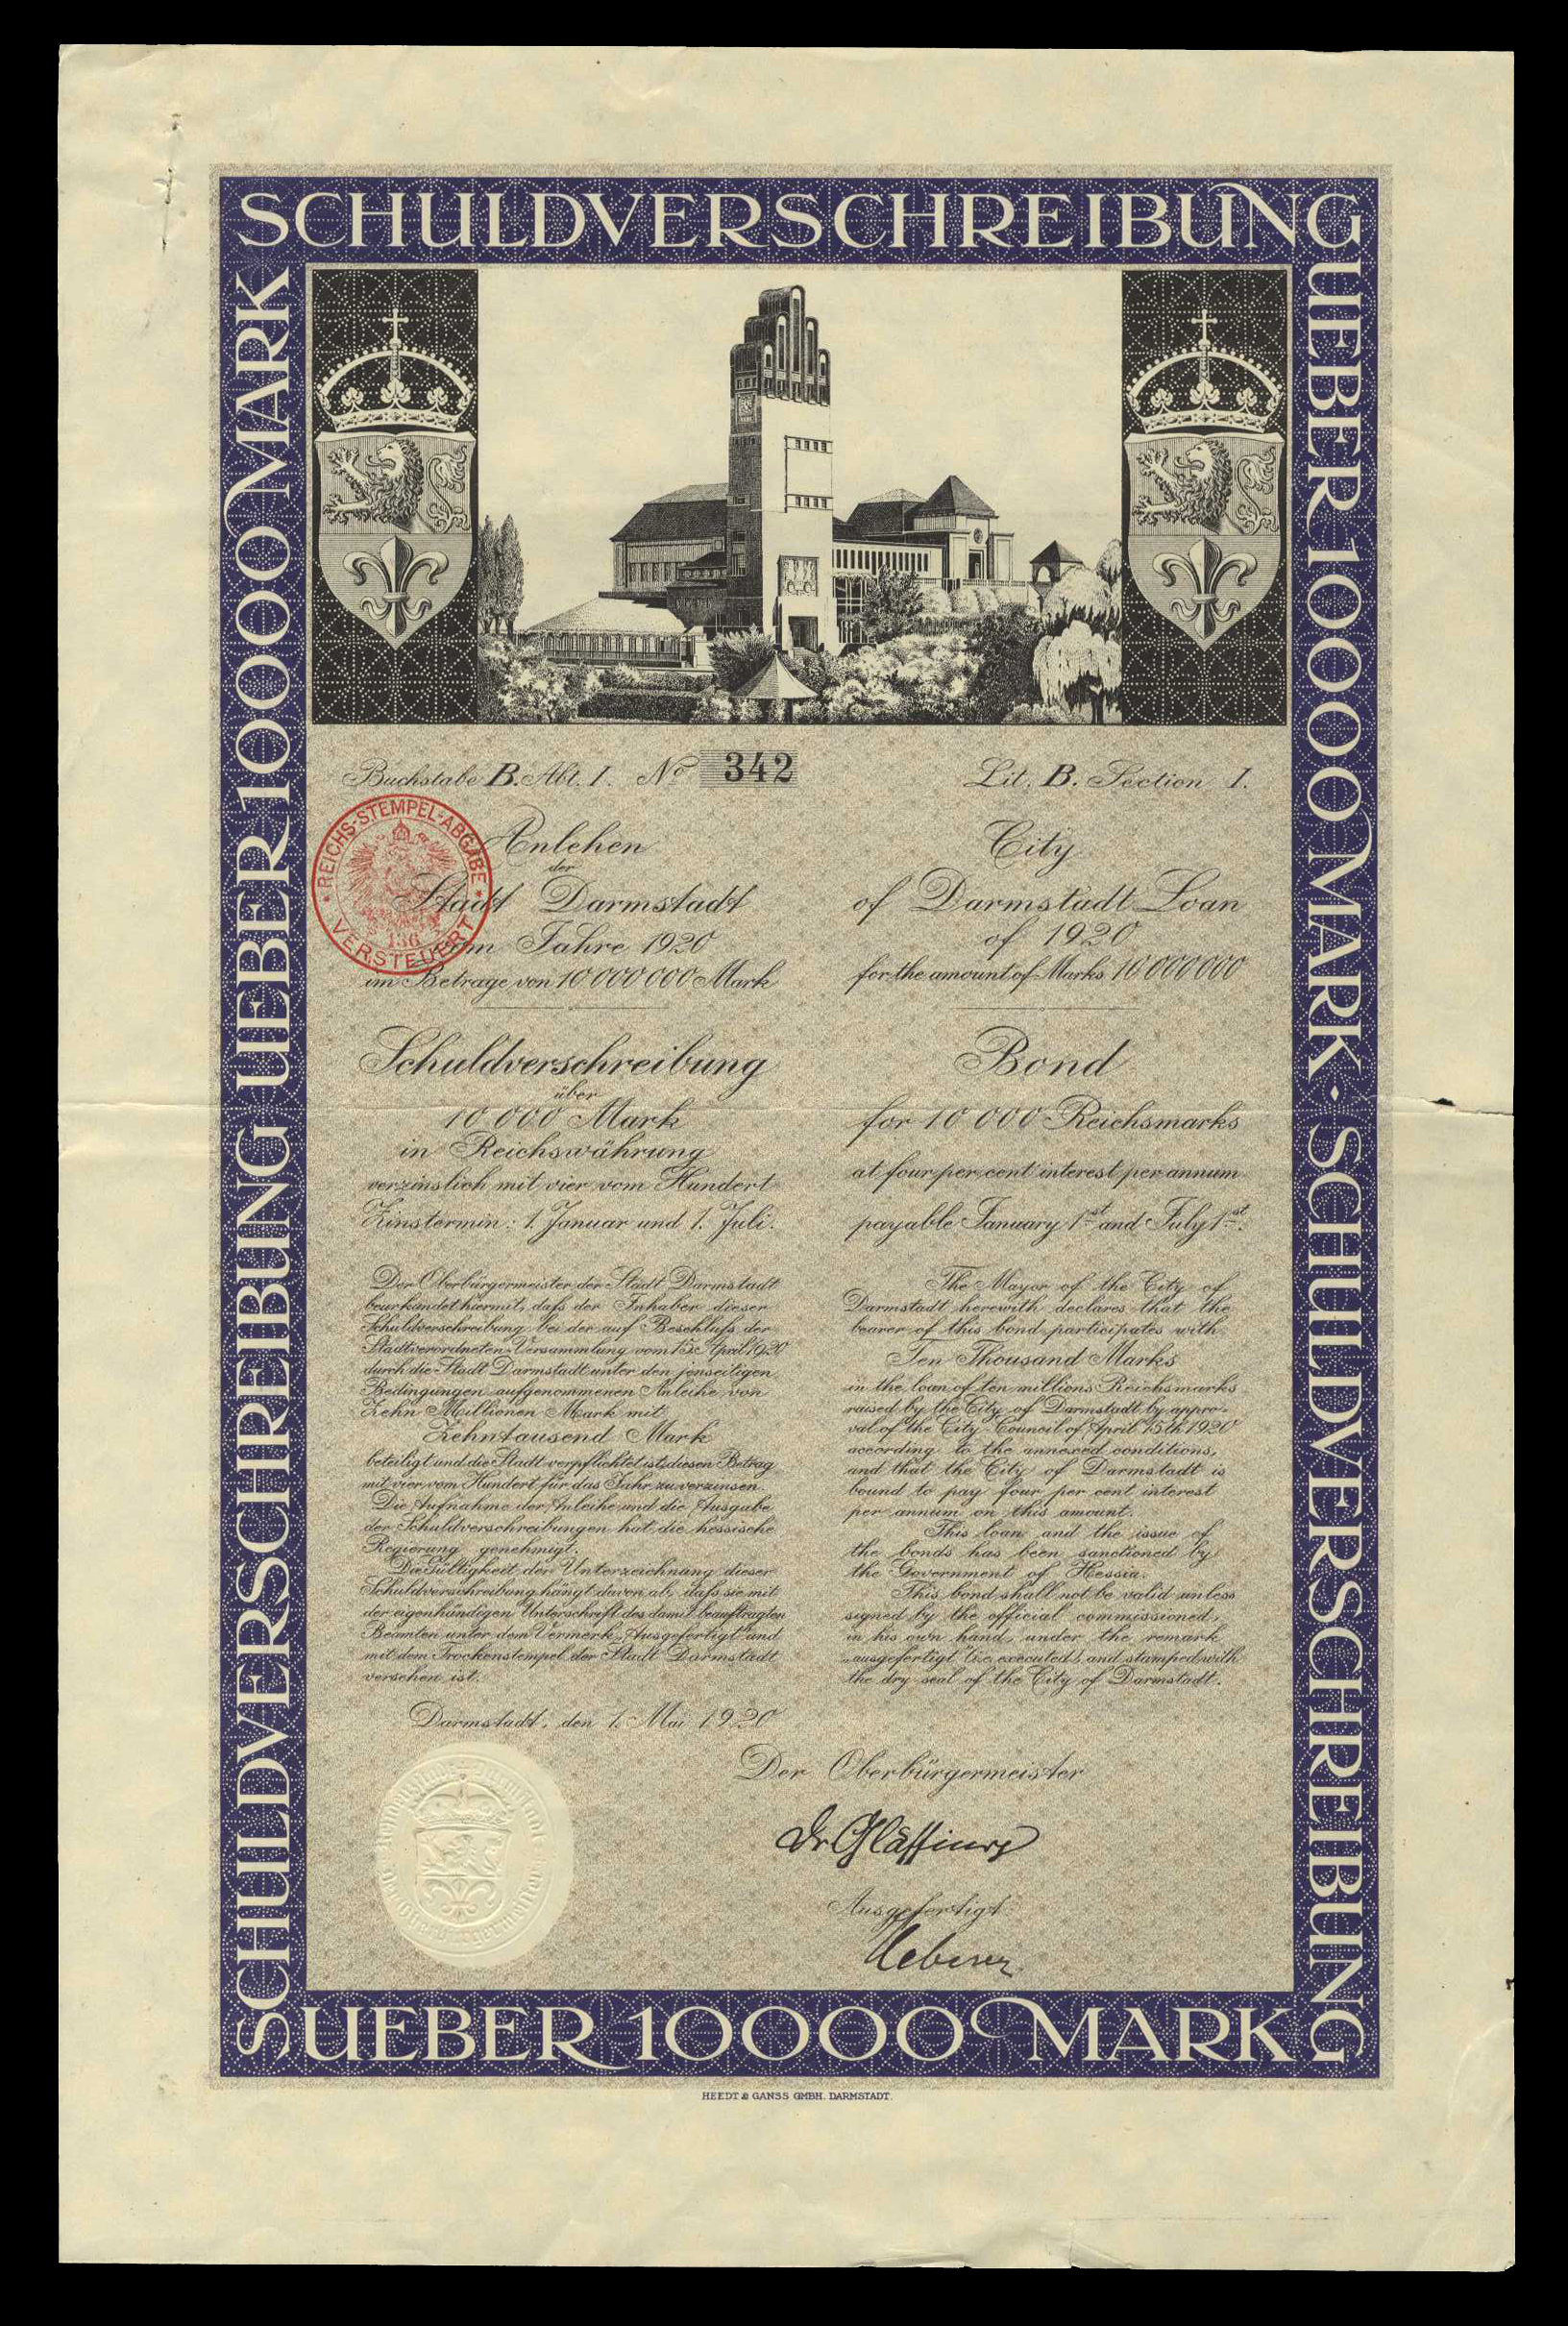 SCHULDVERSCHREIBUNG
UEBER 10000 MARK · SCHULDVERSCHREIBUNG
SCHULDVERSCHREIBUNG UEBER 10000 MARK
Buchstabe B. Abt. I. No 342
Lit. B. Section I.
REICHS-STEMPEL-ABGABE
136
VERSTEUERT
Anlehen
der
Stadt Darmstadt
vom Jahre 1920
im Betrage von 10 000 000 Mark
Schuldverschreibung
über
10 000 Mark
in Reichswährung
verzinslich mit vier vom Hundert
Zinstermin: 1. Januar und 1. Juli.
Der Oberbürgermeister der Stadt Darmstadt
beurkundet hiermit, dafs der Inhaber dieser
Schuldverschreibung bei der auf Beschlufs der
Stadtverordneten-Versammlung vom 15. April 1920
durch die Stadt Darmstadt unter den jenseitigen
Bedingungen aufgenommenen Anleihe von
Zehn Millionen Mark mit
Zehntausend Mark
beteiligt und die Stadt verpflichtet ist, diesen Betrag
mit vier vom Hundert für das Jahr zu verzinsen.
Die Aufnahme der Anleihe und die Ausgabe
der Schuldverschreibungen hat die hessische
Regierung genehmigt.
Die Gültigkeit der Unterzeichnung dieser
Schuldverschreibung hängt davon ab, dafs sie mit
der eigenhändigen Unterschrift des damit beauftragten
Beamten unter dem Vermerk „Ausgefertigt" und
mit dem Trockenstempel der Stadt Darmstadt
versehen ist.
Darmstadt, den 1. Mai 1920
City
of Darmstadt Loan
of 1920
for the amount of Marks 10 000 000
Bond
for 10 000 Reichsmarks
at four per cent interest per annum
payable January 1st and July 1st.
The Mayor of the City of
Darmstadt herewith declares that the
bearer of this bond participates with
Ten Thousand Marks
in the loan of ten millions Reichsmarks
raised by the City of Darmstadt by appro-
val of the City Council of April 15th 1920
according to the annexed conditions,
and that the City of Darmstadt is
bound to pay four per cent interest
per annum on this amount.
This loan and the issue of
the bonds has been sanctioned by
the Government of Hessia.
This bond shall not be valid unless
signed by the official commissioned,
in his own hand, under the remark
„ausgefertigt" (i.e. executed), and stamped with
the dry seal of the City of Darmstadt.
Der Oberbürgermeister
Dr Glässing
Ausgefertigt
UEBER 10000 MARK
HEEDT & GANSS GMBH. DARMSTADT.